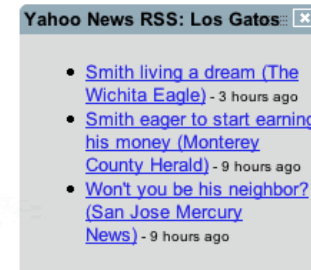 Yahoo News RSS: Los Gatos
Smith living a dream (The
Wichita Eagle) - 3 hours ago
Smith eager to start earning
his money (Monterey
County Herald) - 9 hours ago
Won't you be his neighbor?
(San Jose Mercury
News) - 9 hours ago